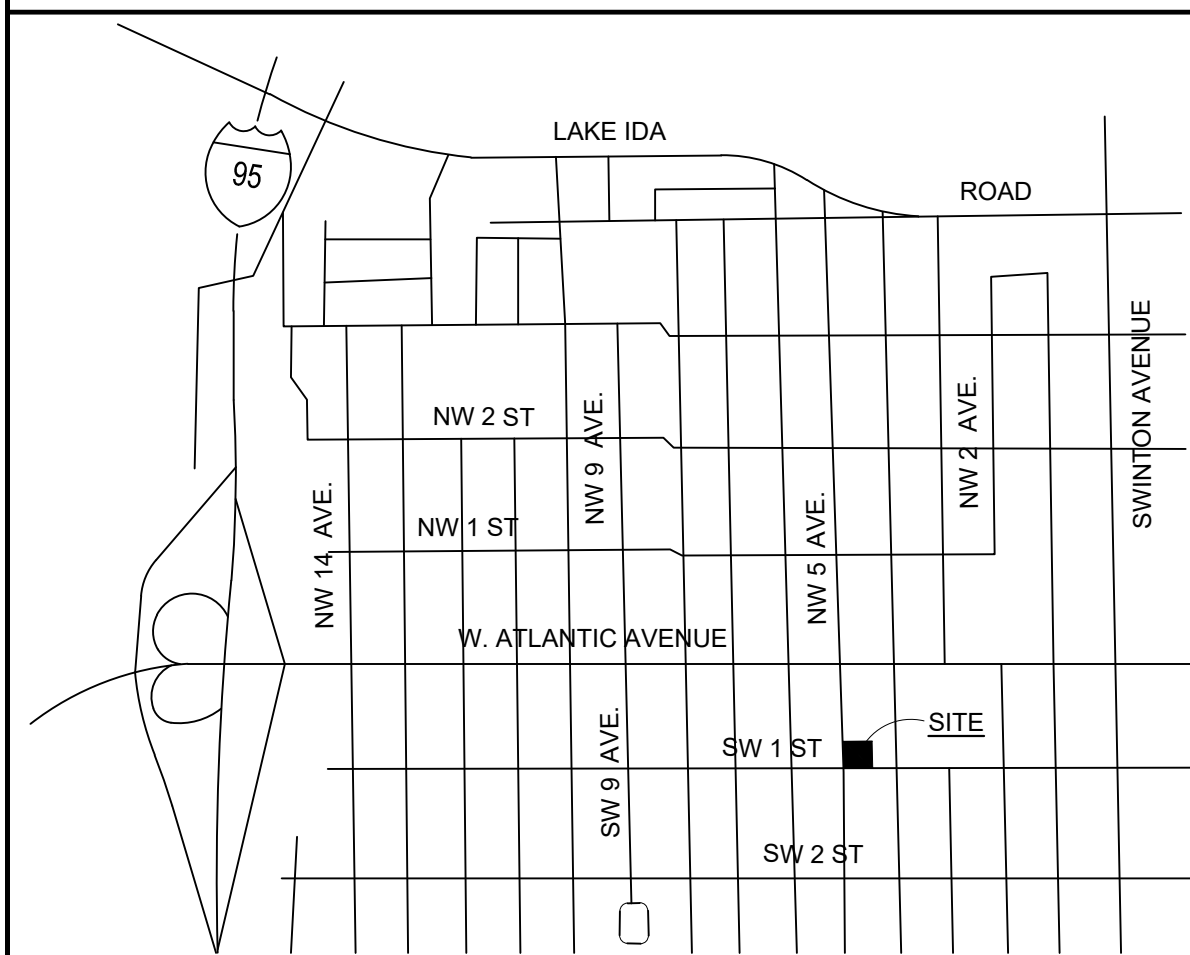 LAKE IDA
95
ROAD
SWINTON AVENUE
NW 2 ST
NW 9 AVE.
NW 2 AVE.
NW 14 AVE.
NW 1 ST
NW 5 AVE.
W. ATLANTIC AVENUE
SITE
SW 1 ST
SW 9 AVE.
SW 2 ST